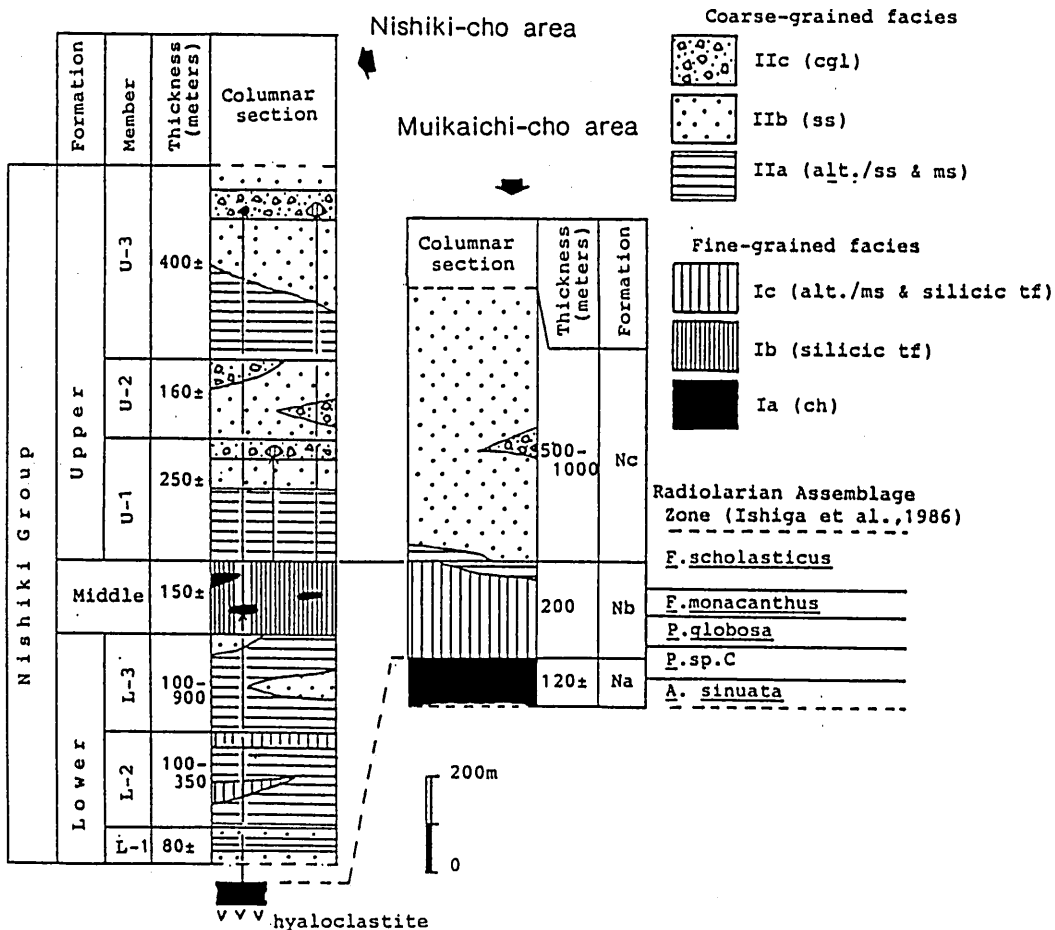 Nishiki-cho area
Formation
Member
Thickness
(meters)
Columnar
section
Nishiki Group
Upper
U-3
400±
U-2
160±
U-1
250±
Middle
150±
Lower
L-3
100-
900
L-2
100-
350
L-1
80±
v v v hyaloclastite
Muikaichi-cho area
Columnar
section
Thickness
(meters)
Formation
500-
1000
Nc
200
Nb
120±
Na
200m
0
Coarse-grained facies
IIc (cgl)
IIb (ss)
IIa (alt./ss & ms)
Fine-grained facies
Ic (alt./ms & silicic tf)
Ib (silicic tf)
Ia (ch)
Radiolarian Assemblage
Zone (Ishiga et al.,1986)
F.scholasticus
F.monacanthus
P.globosa
P.sp.C
A. sinuata